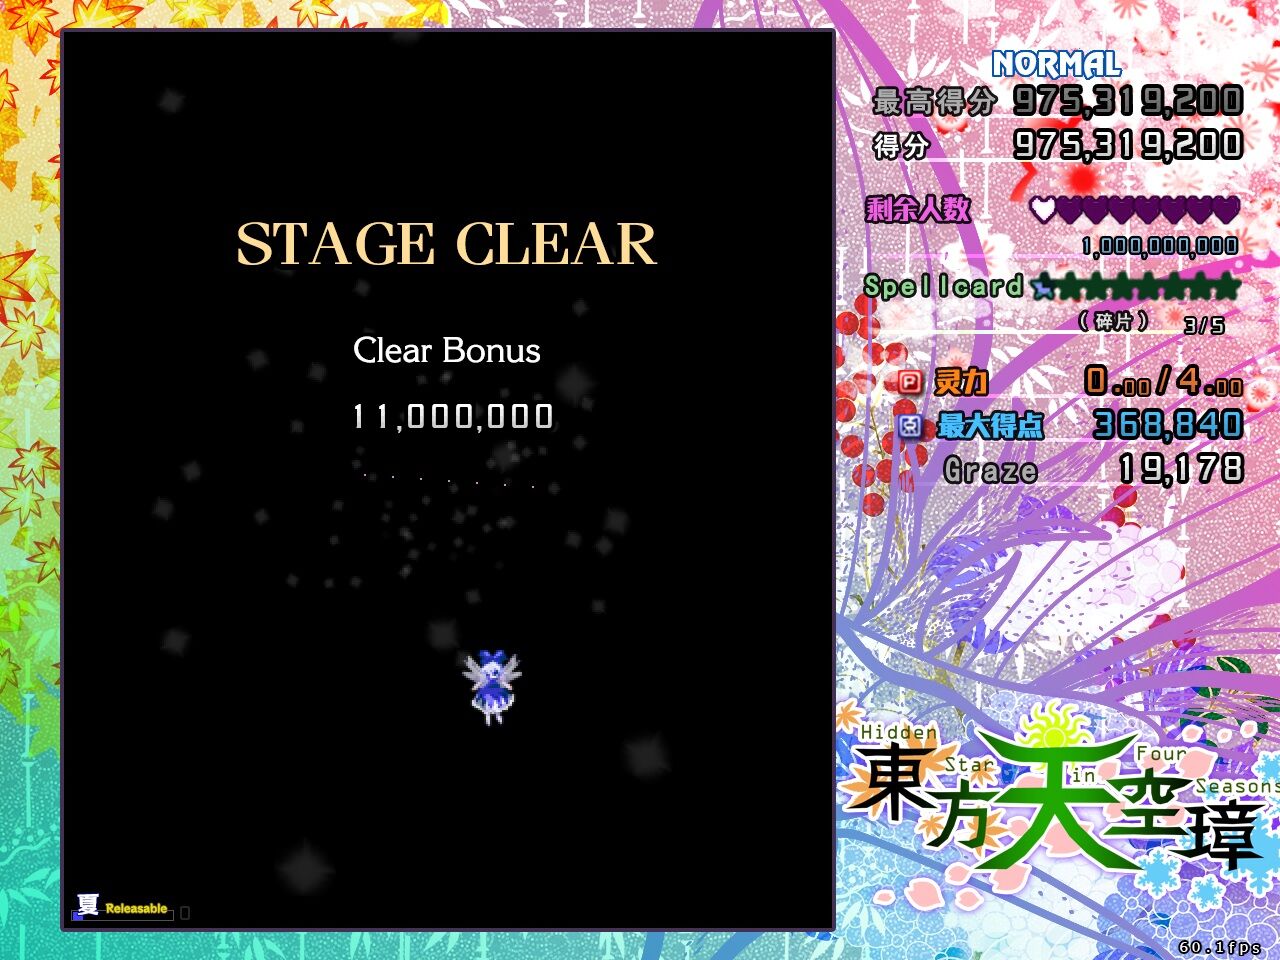 STAGE CLEAR
Clear Bonus
11,000,000
夏 Releasable 0
NORMAL
最高得分 975,319,200
得分 975,319,200
剩余人数
1,000,000,000
Spellcard
(碎片) 3/5
P 灵力 0.00/4.00
点 最大得点 368,840
Graze 19,178
Hidden Star in Four Seasons
東方天空璋
60.1fps